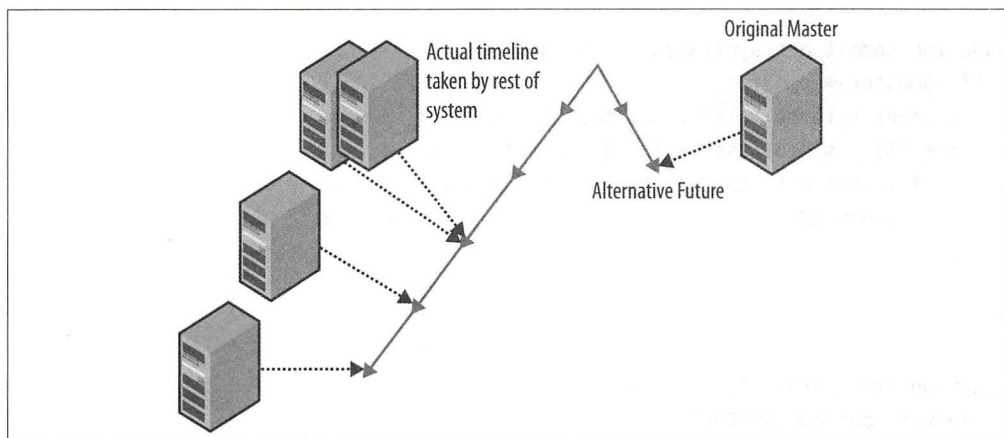 Actual timeline
taken by rest of
system
Original Master
Alternative Future